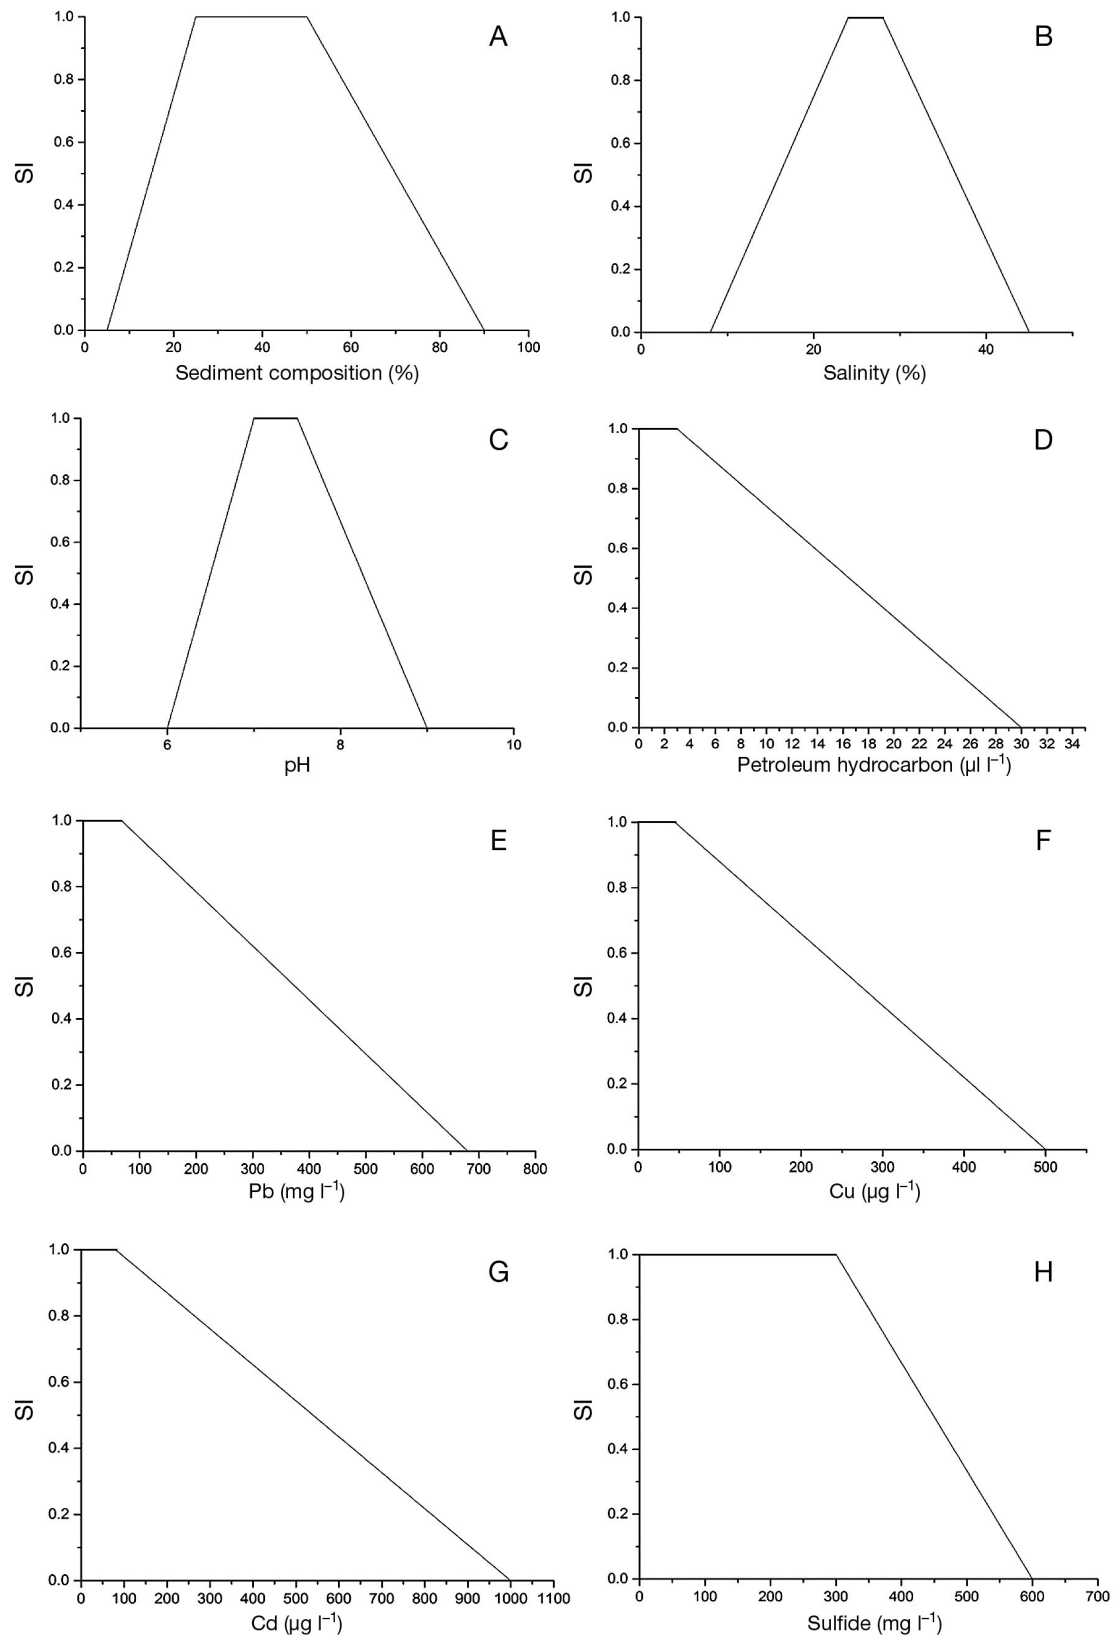 A
SI
1.0
0.8
0.6
0.4
0.2
0.0
0 20 40 60 80 100
Sediment composition (%)
B
SI
1.0
0.8
0.6
0.4
0.2
0.0
0 20 40
Salinity (%)
C
SI
1.0
0.8
0.6
0.4
0.2
0.0
6 8 10
pH
D
SI
1.0
0.8
0.6
0.4
0.2
0.0
0 2 4 6 8 10 12 14 16 18 20 22 24 26 28 30 32 34
Petroleum hydrocarbon (µl l⁻¹)
E
SI
1.0
0.8
0.6
0.4
0.2
0.0
0 100 200 300 400 500 600 700 800
Pb (mg l⁻¹)
F
SI
1.0
0.8
0.6
0.4
0.2
0.0
0 100 200 300 400 500
Cu (µg l⁻¹)
G
SI
1.0
0.8
0.6
0.4
0.2
0.0
0 100 200 300 400 500 600 700 800 900 1000 1100
Cd (µg l⁻¹)
H
SI
1.0
0.8
0.6
0.4
0.2
0.0
0 100 200 300 400 500 600 700
Sulfide (mg l⁻¹)